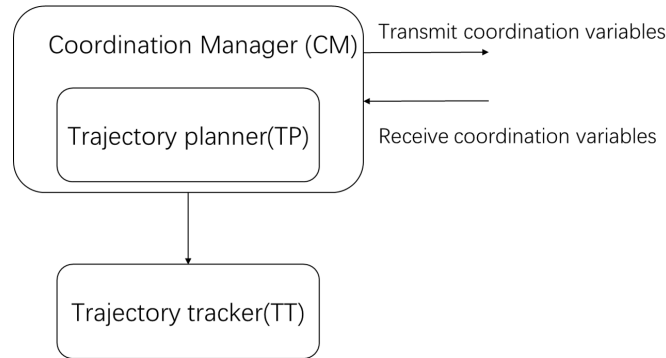 Coordination Manager (CM)
Transmit coordination variables
Trajectory planner(TP)
Receive coordination variables
Trajectory tracker(TT)